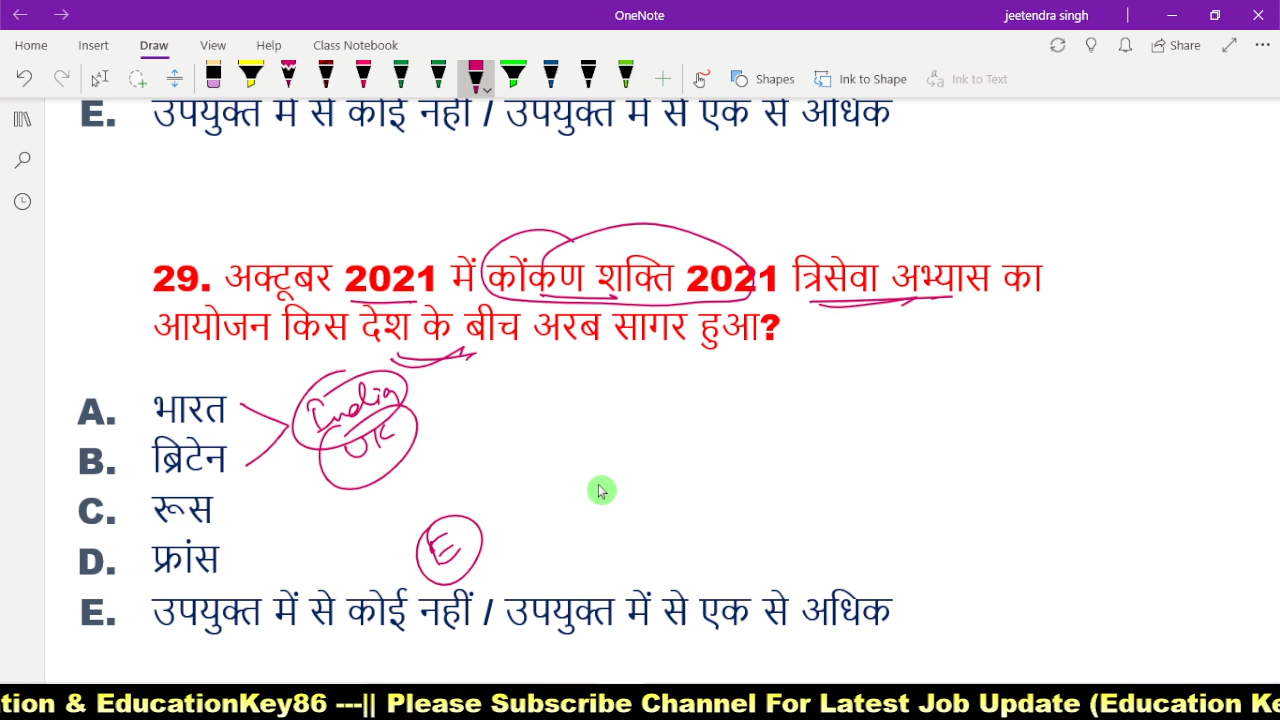 OneNote
jeetendra singh
Home Insert Draw View Help Class Notebook
Share
Shapes Ink to Shape Ink to Text
E. उपयुक्त में से कोई नहीं / उपयुक्त में से एक से अधिक
29. अक्टूबर 2021 में कोंकण शक्ति 2021 त्रिसेवा अभ्यास का
आयोजन किस देश के बीच अरब सागर हुआ?
A. भारत
India
B. ब्रिटेन
UK
C. रूस
D. फ्रांस
E
E. उपयुक्त में से कोई नहीं / उपयुक्त में से एक से अधिक
tion & EducationKey86 ---|| Please Subscribe Channel For Latest Job Update (Education Ke